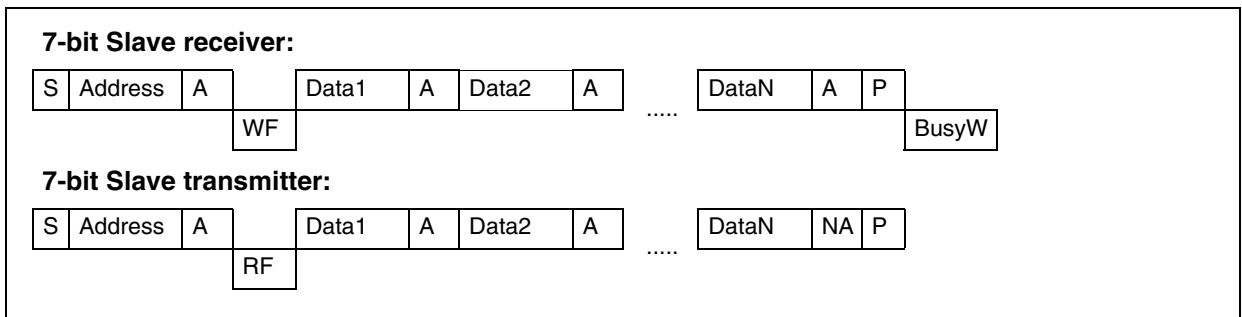 7-bit Slave receiver:
S Address A Data1 A Data2 A ..... DataN A P
WF BusyW
7-bit Slave transmitter:
S Address A Data1 A Data2 A ..... DataN NA P
RF